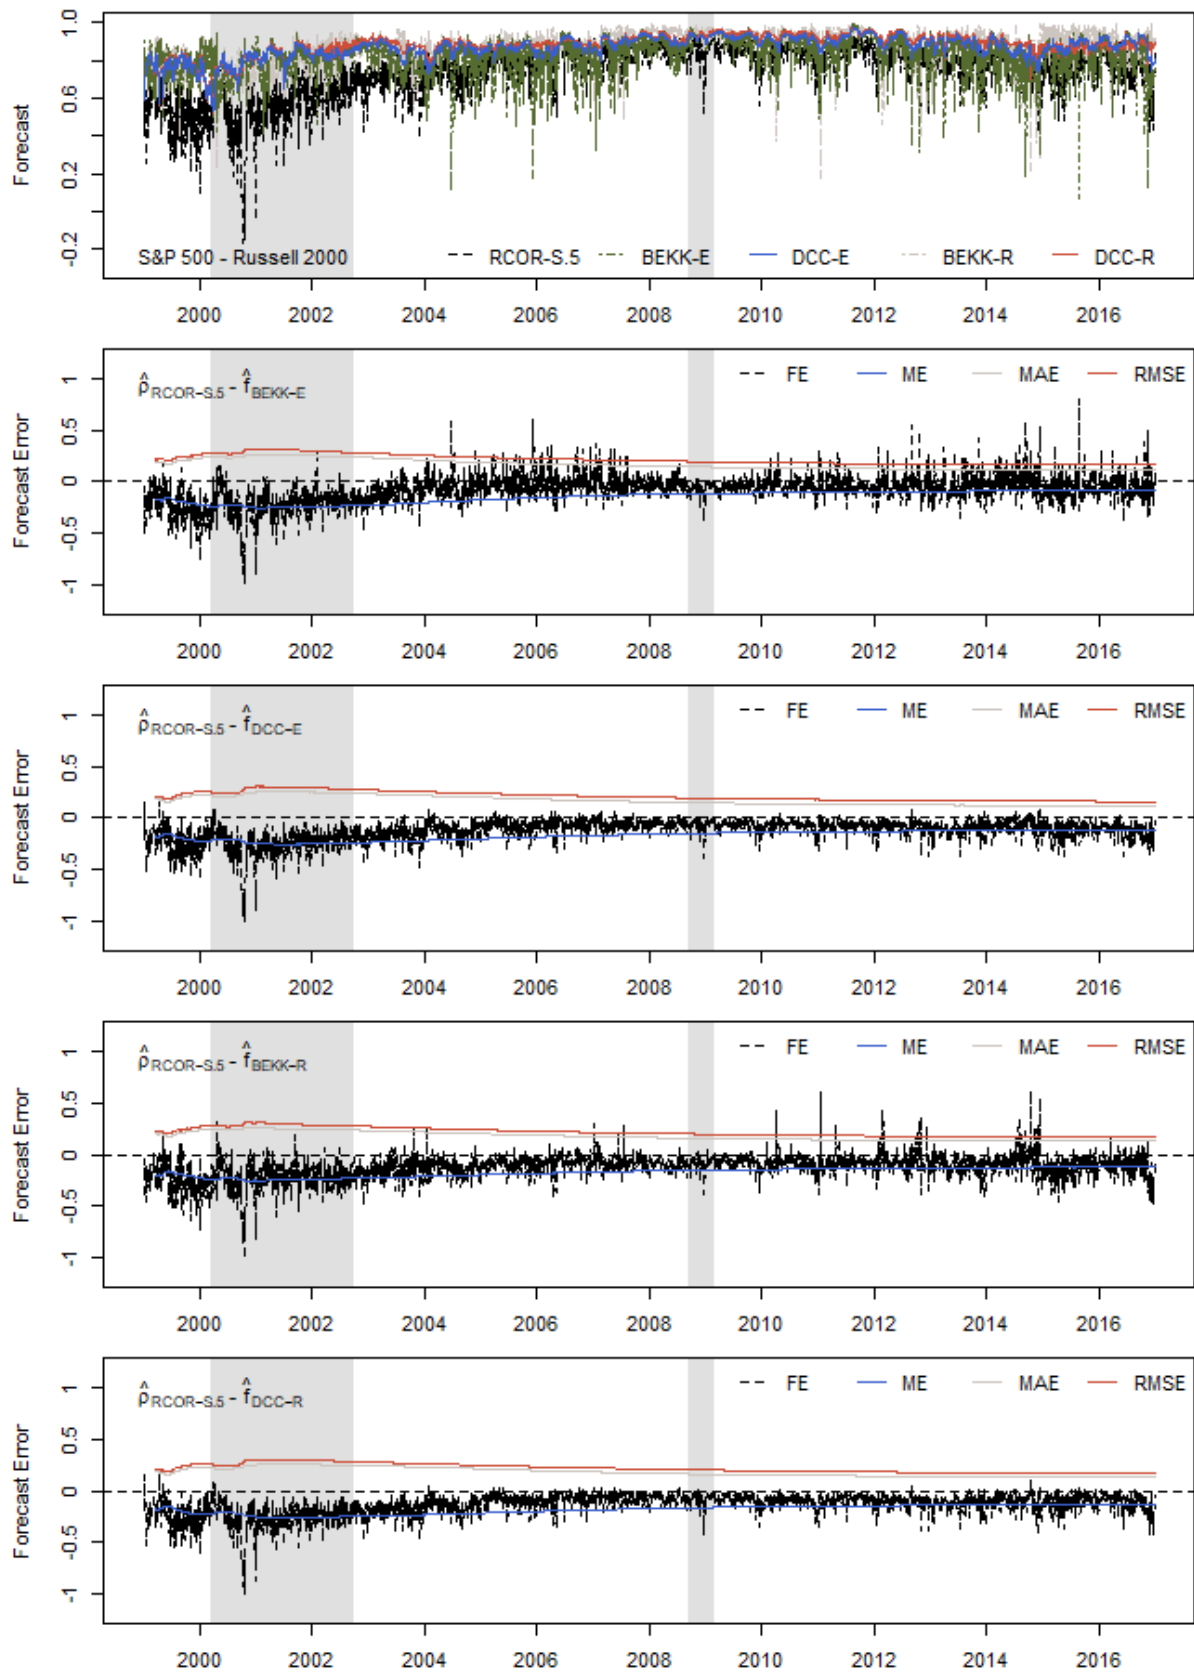 Forecast
1.0
0.6
0.2
-0.2
S&P 500 - Russell 2000
RCOR-S.5 BEKK-E DCC-E BEKK-R DCC-R
2000 2002 2004 2006 2008 2010 2012 2014 2016
Forecast Error
1
0.5
0
-0.5
-1
ρ̂RCOR-S.5 - f̂BEKK-E
FE ME MAE RMSE
2000 2002 2004 2006 2008 2010 2012 2014 2016
Forecast Error
1
0.5
0
-0.5
-1
ρ̂RCOR-S.5 - f̂DCC-E
FE ME MAE RMSE
2000 2002 2004 2006 2008 2010 2012 2014 2016
Forecast Error
1
0.5
0
-0.5
-1
ρ̂RCOR-S.5 - f̂BEKK-R
FE ME MAE RMSE
2000 2002 2004 2006 2008 2010 2012 2014 2016
Forecast Error
1
0.5
0
-0.5
-1
ρ̂RCOR-S.5 - f̂DCC-R
FE ME MAE RMSE
2000 2002 2004 2006 2008 2010 2012 2014 2016